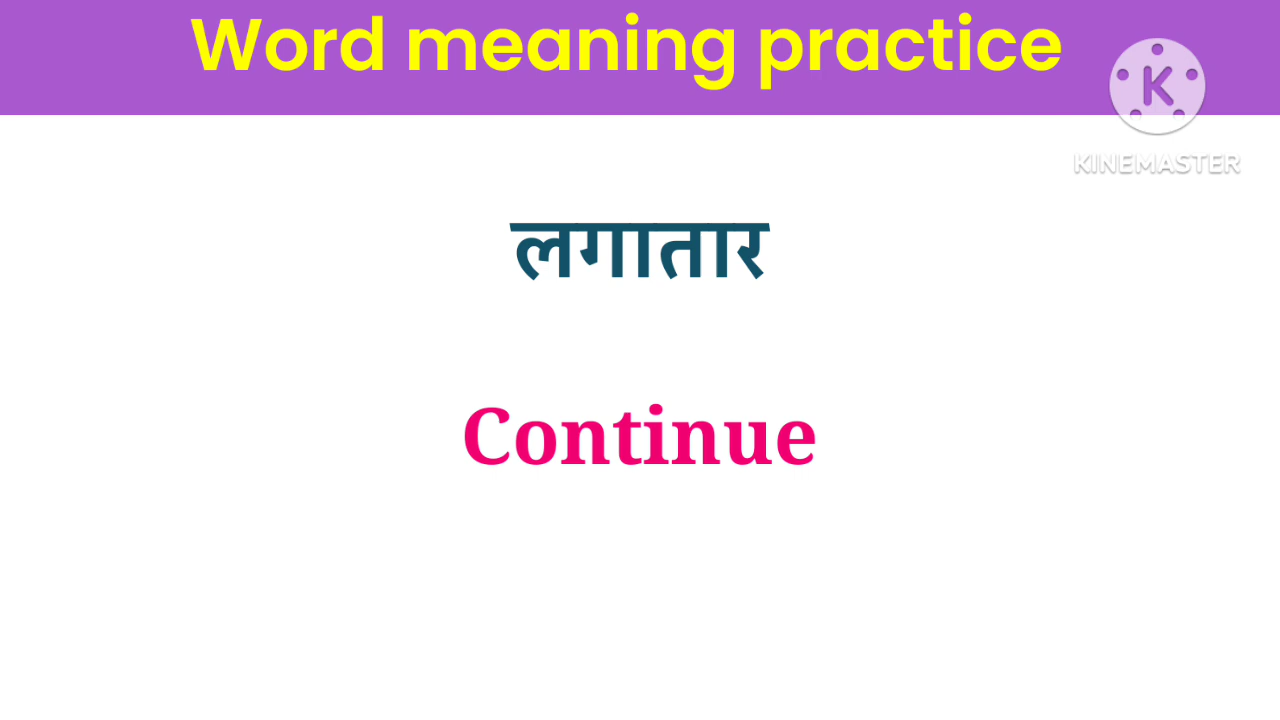 Word meaning practice
K
KINEMASTER
लगातार
Continue